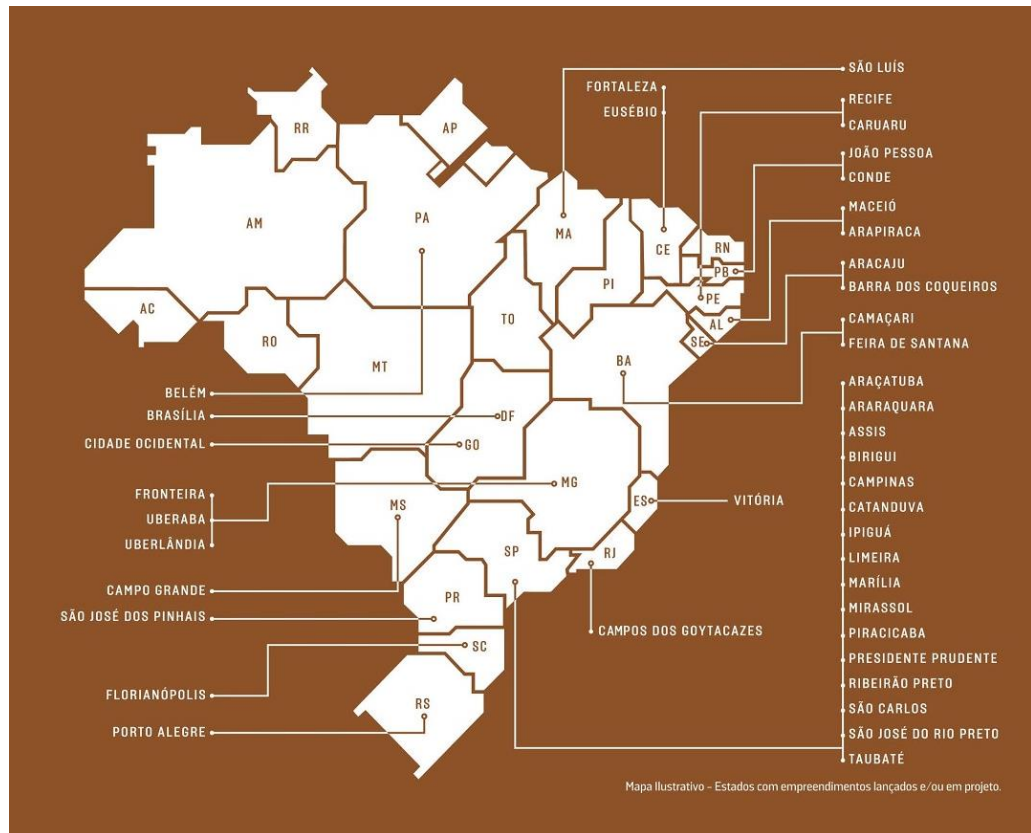 SÃO LUÍS
FORTALEZA
EUSÉBIO
RECIFE
CARUARU
JOÃO PESSOA
CONDE
MACEIÓ
ARAPIRACA
ARACAJU
BARRA DOS COQUEIROS
CAMAÇARI
FEIRA DE SANTANA
RR
AP
AM
PA
MA
CE
RN
PB
PI
PE
AL
SE
AC
RO
TO
MT
BA
DF
GO
MG
MS
ES
SP
RJ
PR
SC
RS
BELÉM
BRASÍLIA
CIDADE OCIDENTAL
FRONTEIRA
UBERABA
UBERLÂNDIA
CAMPO GRANDE
SÃO JOSÉ DOS PINHAIS
FLORIANÓPOLIS
PORTO ALEGRE
VITÓRIA
CAMPOS DOS GOYTACAZES
ARAÇATUBA
ARARAQUARA
ASSIS
BIRIGUI
CAMPINAS
CATANDUVA
IPIGUÁ
LIMEIRA
MARÍLIA
MIRASSOL
PIRACICABA
PRESIDENTE PRUDENTE
RIBEIRÃO PRETO
SÃO CARLOS
SÃO JOSÉ DO RIO PRETO
TAUBATÉ
Mapa Ilustrativo – Estados com empreendimentos lançados e/ou em projeto.